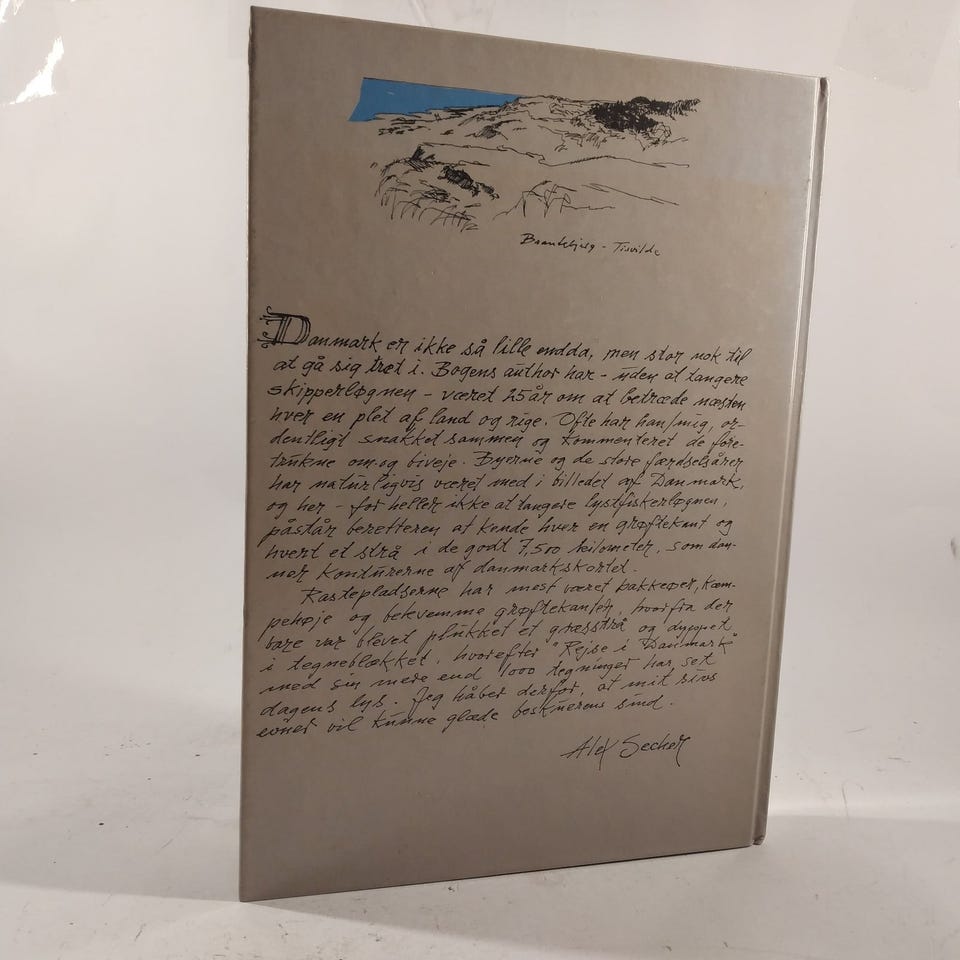 Brantebjerg - Tisvilde
Danmark er ikke så lille endda, men stor nok til
at gå sig træt i. Bogens author har - uden at tangere
skipperløgnen - været 25 år om at betræde næsten
hver en plet af land og rige. Ofte har han/mig, or-
dentligt snakket sammen og kommenteret de fore-
trukne om-og biveje. Byerne og de store færdselsårer
har naturligvis været med i billedet af Danmark,
og her - for heller ikke at tangere lystfiskerløgnen,
påstår beretteren at kende hver en grøftekant og
hvert et strå i de godt 7,500 kilometer, som dan-
ner konturerne af danmarkskortet.
Rastepladserne har mest været bakkeøer, kæm-
pehøje og bekvemme grøftekanter, hvorfra der
bare var blevet plukket et græsstrå og dyppet
i tegneblækket, hvorefter "Rejse i Danmark"
med sin mere end 1000 tegninger har set
dagens lys. Jeg håber derfor, at mit sivs
evner vil kunne glæde beskuerens sind.
Alex Secher